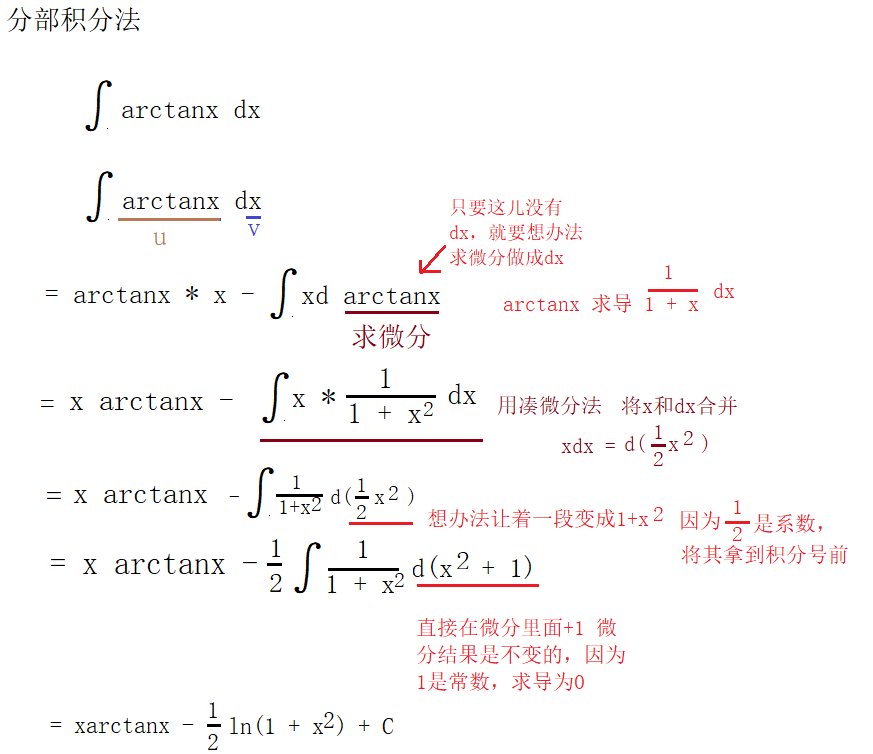 分部积分法
∫ arctanx dx
∫ arctanx dx
u v
只要这儿没有
dx，就要想办法
求微分做成dx
= arctanx * x - ∫ xd arctanx
求微分
arctanx 求导 1/(1 + x) dx
= x arctanx - ∫ x * 1/(1 + x²) dx
用凑微分法 将x和dx合并
xdx = d(1/2 x²)
= x arctanx - ∫ 1/(1+x²) d(1/2 x²)
想办法让着一段变成1+x² 因为1/2是系数，
将其拿到积分号前
= x arctanx - 1/2 ∫ 1/(1 + x²) d(x² + 1)
直接在微分里面+1 微
分结果是不变的，因为
1是常数，求导为0
= xarctanx - 1/2 ln(1 + x²) + C